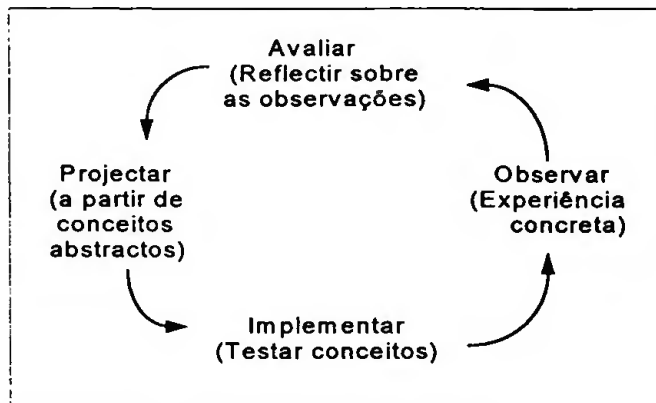 Avaliar
(Reflectir sobre
as observações)
Projectar
(a partir de
conceitos
abstractos)
Observar
(Experiência
concreta)
Implementar
(Testar conceitos)